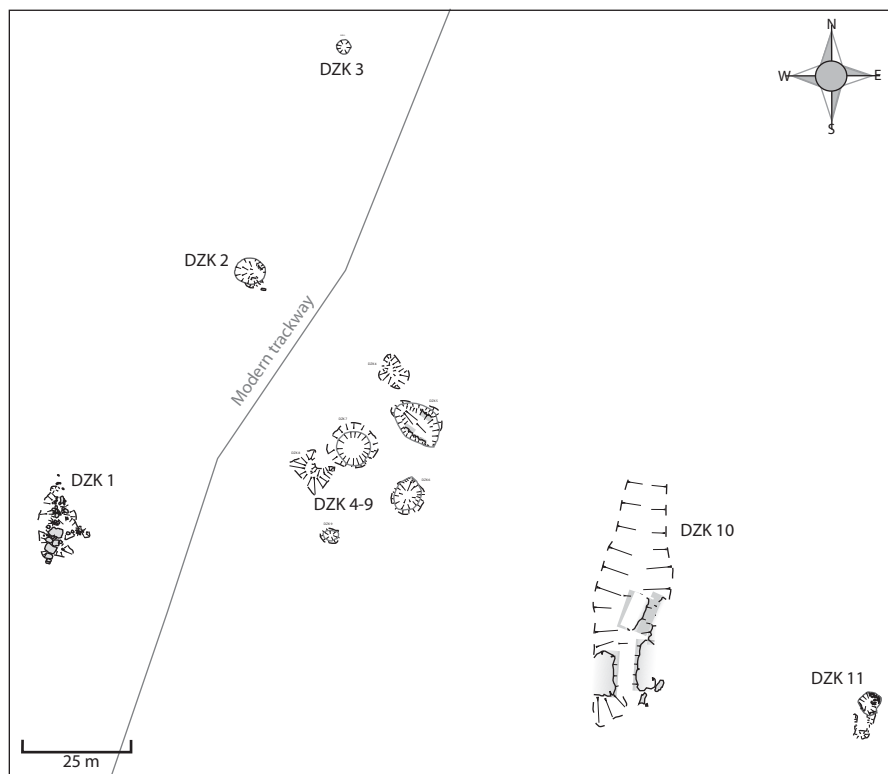 DZK 3
N
W
E
S
DZK 2
Modern trackway
DZK 1
DZK 4-9
DZK 10
DZK 11
25 m